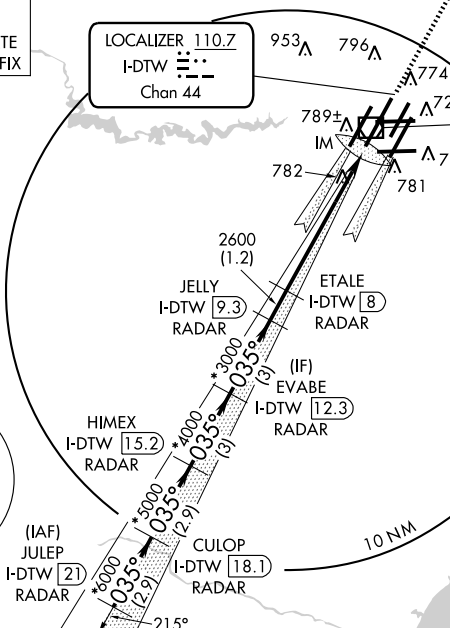 TE
FIX
LOCALIZER 110.7
I-DTW
Chan 44
953
796
774
789±
IM
782
781
2600
(1.2)
JELLY
I-DTW 9.3
RADAR
ETALE
I-DTW 8
RADAR
*3000
035°
(3)
(IF)
EVABE
I-DTW 12.3
RADAR
HIMEX
I-DTW 15.2
RADAR
*4000
035°
(3)
*5000
035°
(2.9)
(IAF)
JULEP
I-DTW 21
RADAR
CULOP
I-DTW 18.1
RADAR
*6000
035°
(2.9)
215°
10 NM